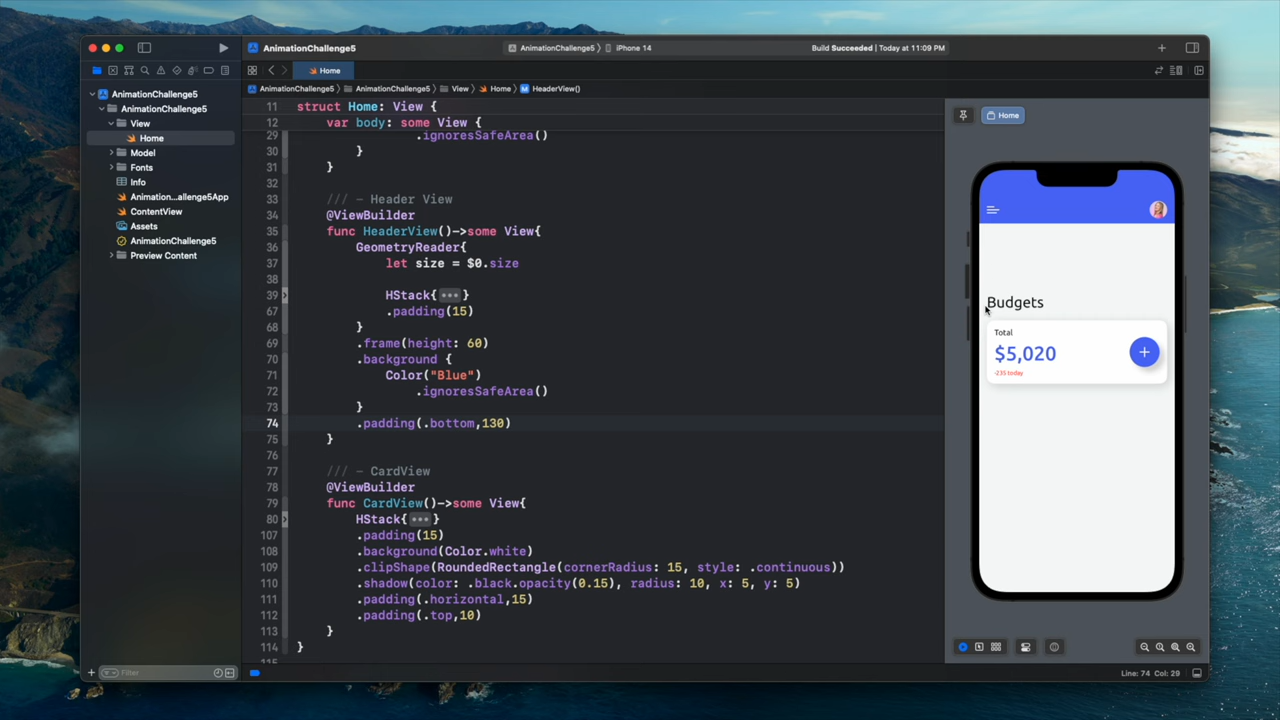 AnimationChallenge5
AnimationChallenge5 〉 iPhone 14
Build Succeeded | Today at 11:09 PM
Home
AnimationChallenge5 〉 AnimationChallenge5 〉 View 〉 Home 〉 M HeaderView()
AnimationChallenge5
AnimationChallenge5
View
Home
Model
Fonts
Info
Animation...allenge5App
ContentView
Assets
AnimationChallenge5
Preview Content
Filter
11 struct Home: View {
12 var body: some View {
29 .ignoresSafeArea()
30 }
31 }
32
33 /// - Header View
34 @ViewBuilder
35 func HeaderView()->some View{
36 GeometryReader{
37 let size = $0.size
38
39 HStack{•••}
67 .padding(15)
68 }
69 .frame(height: 60)
70 .background {
71 Color("Blue")
72 .ignoresSafeArea()
73 }
74 .padding(.bottom,130)
75 }
76
77 /// - CardView
78 @ViewBuilder
79 func CardView()->some View{
80 HStack{•••}
107 .padding(15)
108 .background(Color.white)
109 .clipShape(RoundedRectangle(cornerRadius: 15, style: .continuous))
110 .shadow(color: .black.opacity(0.15), radius: 10, x: 5, y: 5)
111 .padding(.horizontal,15)
112 .padding(.top,10)
113 }
114 }
115
Home
Budgets
Total
$5,020
-235 today
Line: 74 Col: 29